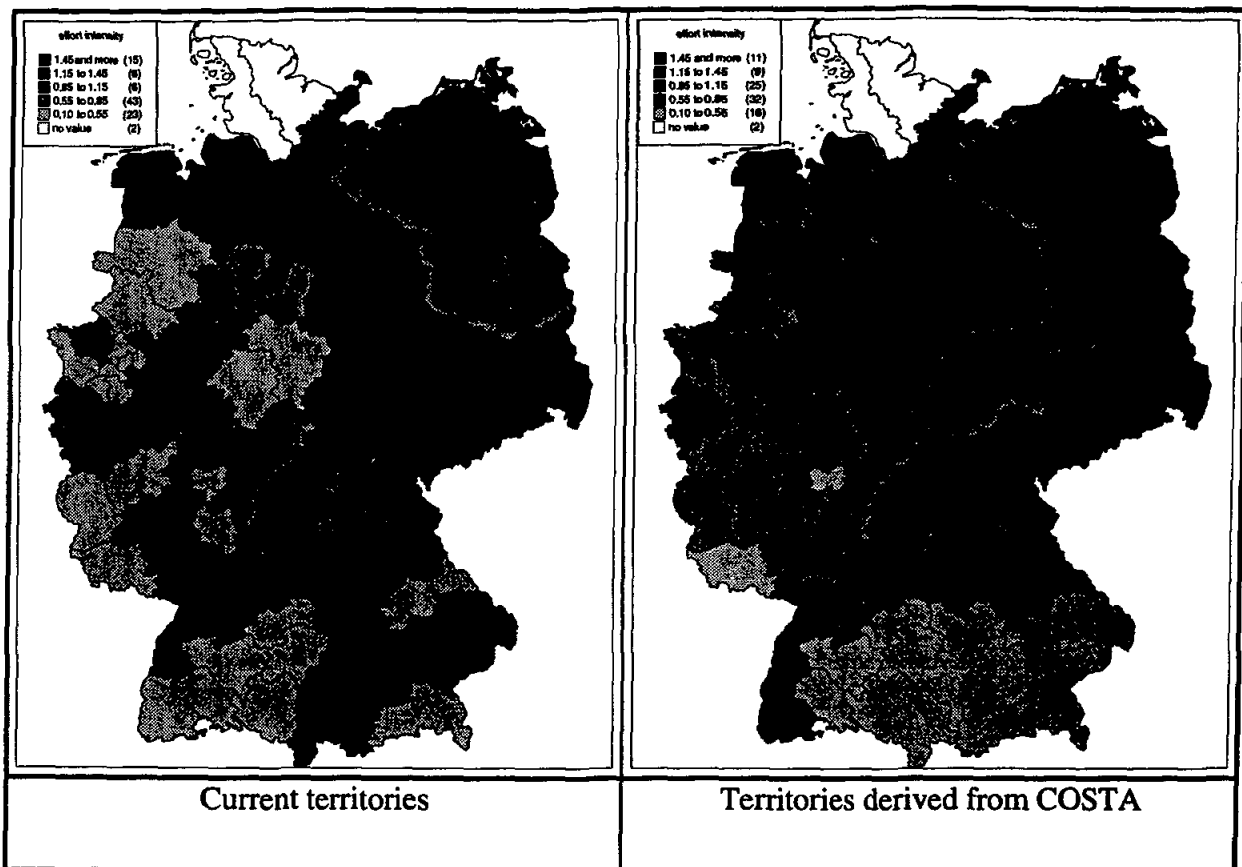 effort intensity
1.45 and more (15)
1.15 to 1.45 (6)
0.85 to 1.15 (6)
0.55 to 0.85 (43)
0.10 to 0.55 (23)
no value (2)
effort intensity
1.45 and more (11)
1.15 to 1.45 (9)
0.85 to 1.15 (25)
0.55 to 0.85 (32)
0.10 to 0.55 (16)
no value (2)
Current territories
Territories derived from COSTA